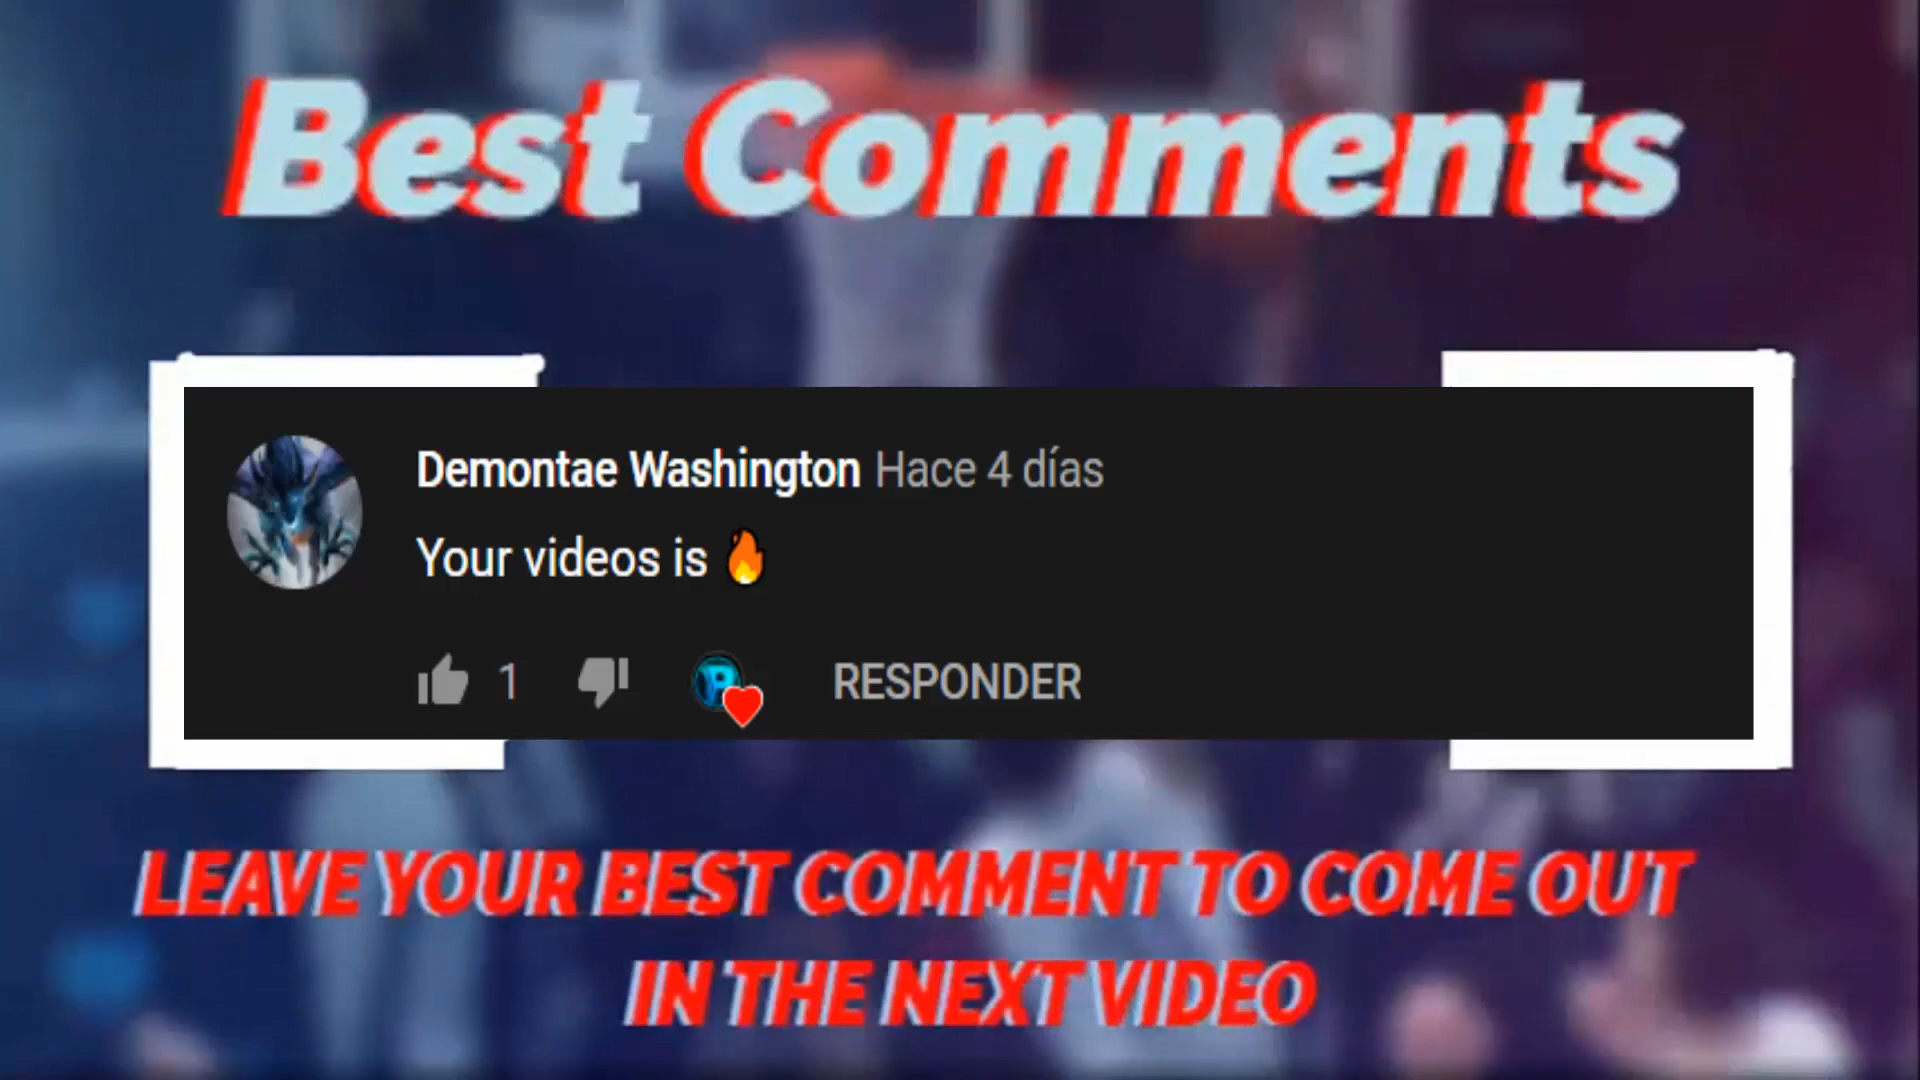 Best Comments
Demontae Washington Hace 4 días
Your videos is 🔥
1 RESPONDER
LEAVE YOUR BEST COMMENT TO COME OUT
IN THE NEXT VIDEO